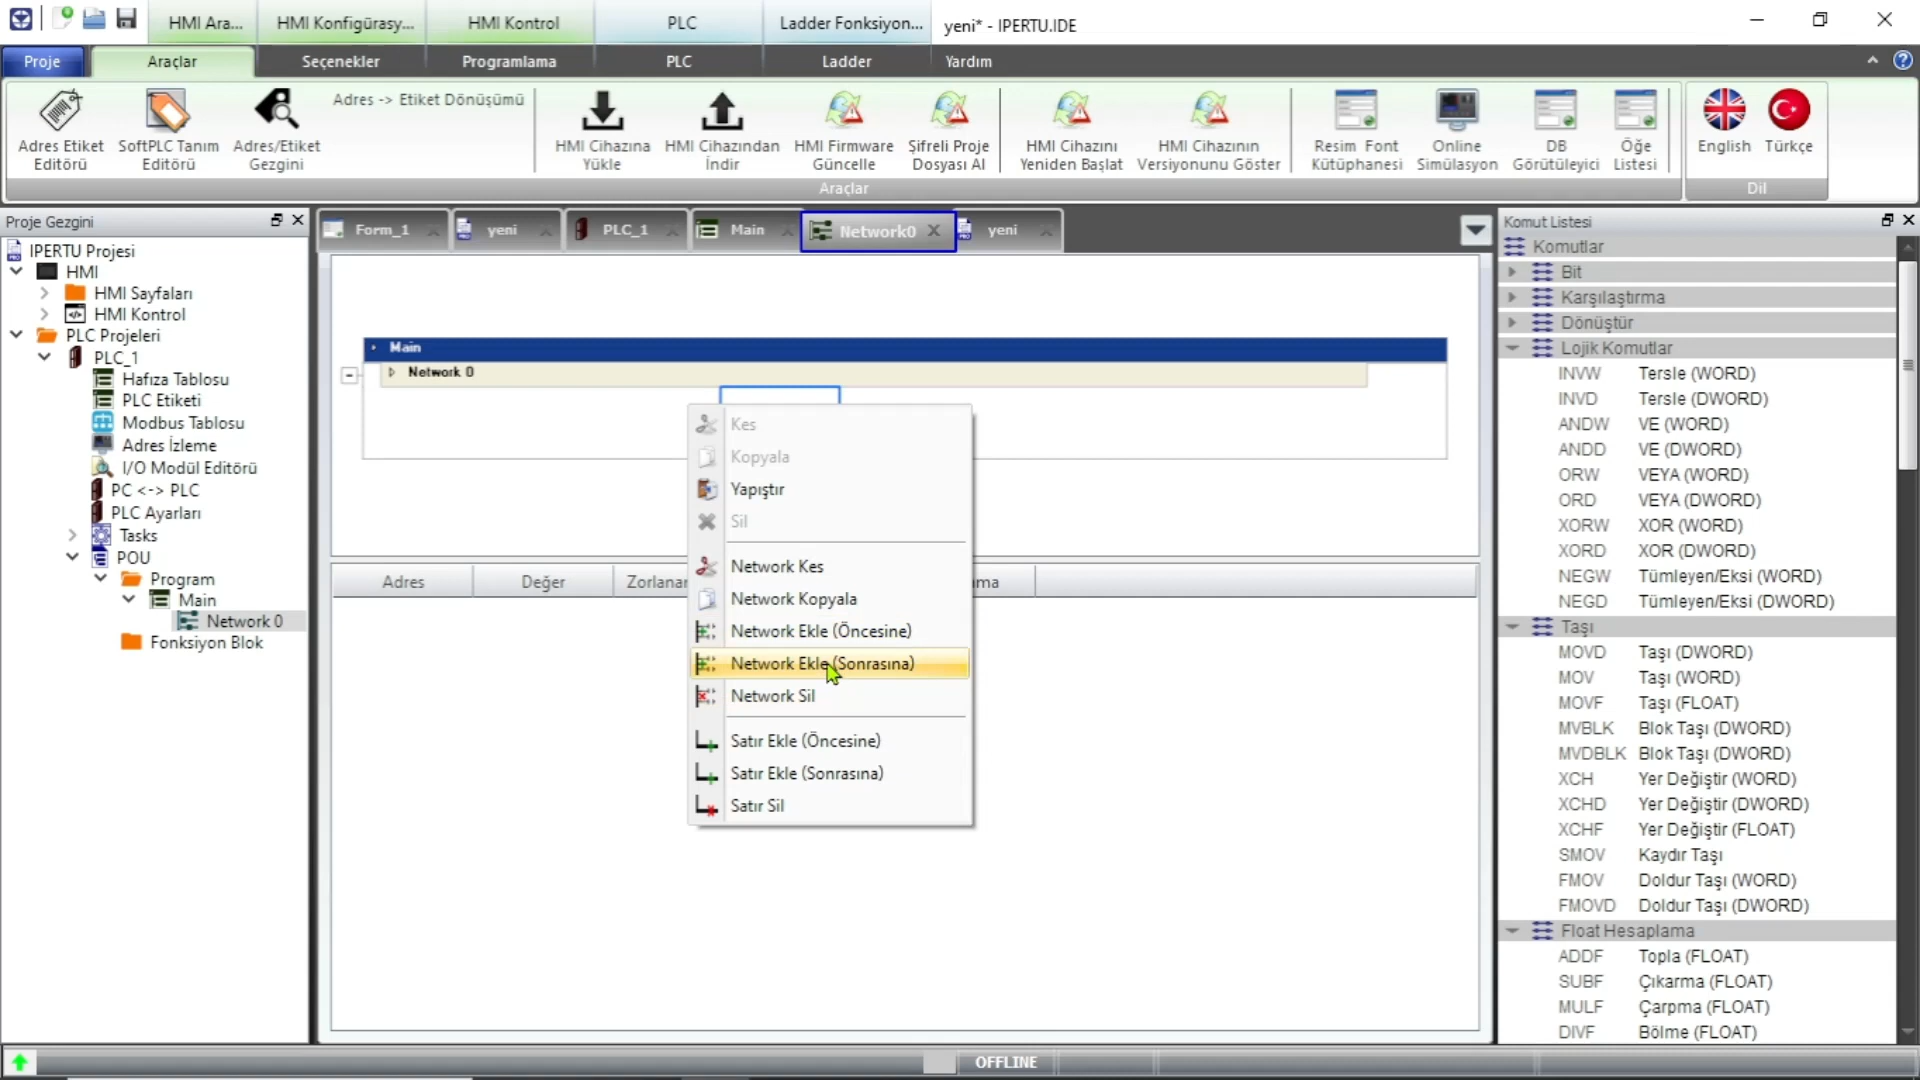 HMI Ara...
HMI Konfigürasy...
HMI Kontrol
PLC
Ladder Fonksiyon...
yeni* - IPERTU.IDE
Proje
Araçlar
Seçenekler
Programlama
PLC
Ladder
Yardım
Adres Etiket Editörü
SoftPLC Tanım Editörü
Adres/Etiket Gezgini
Adres -> Etiket Dönüşümü
HMI Cihazına Yükle
HMI Cihazından İndir
HMI Firmware Güncelle
Şifreli Proje Dosyası Al
HMI Cihazını Yeniden Başlat
HMI Cihazının Versiyonunu Göster
Resim Font Kütüphanesi
Online Simülasyon
DB Görütüleyici
Öğe Listesi
English
Türkçe
Araçlar
Dil
Proje Gezgini
IPERTU Projesi
HMI
HMI Sayfaları
HMI Kontrol
PLC Projeleri
PLC_1
Hafıza Tablosu
PLC Etiketi
Modbus Tablosu
Adres İzleme
I/O Modül Editörü
PC <-> PLC
PLC Ayarları
Tasks
POU
Program
Main
Network 0
Fonksiyon Blok
Form_1
yeni
PLC_1
Main
Network0
yeni
Main
Network 0
Kes
Kopyala
Yapıştır
Sil
Network Kes
Network Kopyala
Network Ekle (Öncesine)
Network Ekle (Sonrasına)
Network Sil
Satır Ekle (Öncesine)
Satır Ekle (Sonrasına)
Satır Sil
Adres
Değer
Zorlanan
ma
Komut Listesi
Komutlar
Bit
Karşılaştırma
Dönüştür
Lojik Komutlar
INVW Tersle (WORD)
INVD Tersle (DWORD)
ANDW VE (WORD)
ANDD VE (DWORD)
ORW VEYA (WORD)
ORD VEYA (DWORD)
XORW XOR (WORD)
XORD XOR (DWORD)
NEGW Tümleyen/Eksi (WORD)
NEGD Tümleyen/Eksi (DWORD)
Taşı
MOVD Taşı (DWORD)
MOV Taşı (WORD)
MOVF Taşı (FLOAT)
MVBLK Blok Taşı (DWORD)
MVDBLK Blok Taşı (DWORD)
XCH Yer Değiştir (WORD)
XCHD Yer Değiştir (DWORD)
XCHF Yer Değiştir (FLOAT)
SMOV Kaydır Taşı
FMOV Doldur Taşı (WORD)
FMOVD Doldur Taşı (DWORD)
Float Hesaplama
ADDF Topla (FLOAT)
SUBF Çıkarma (FLOAT)
MULF Çarpma (FLOAT)
DIVF Bölme (FLOAT)
OFFLINE